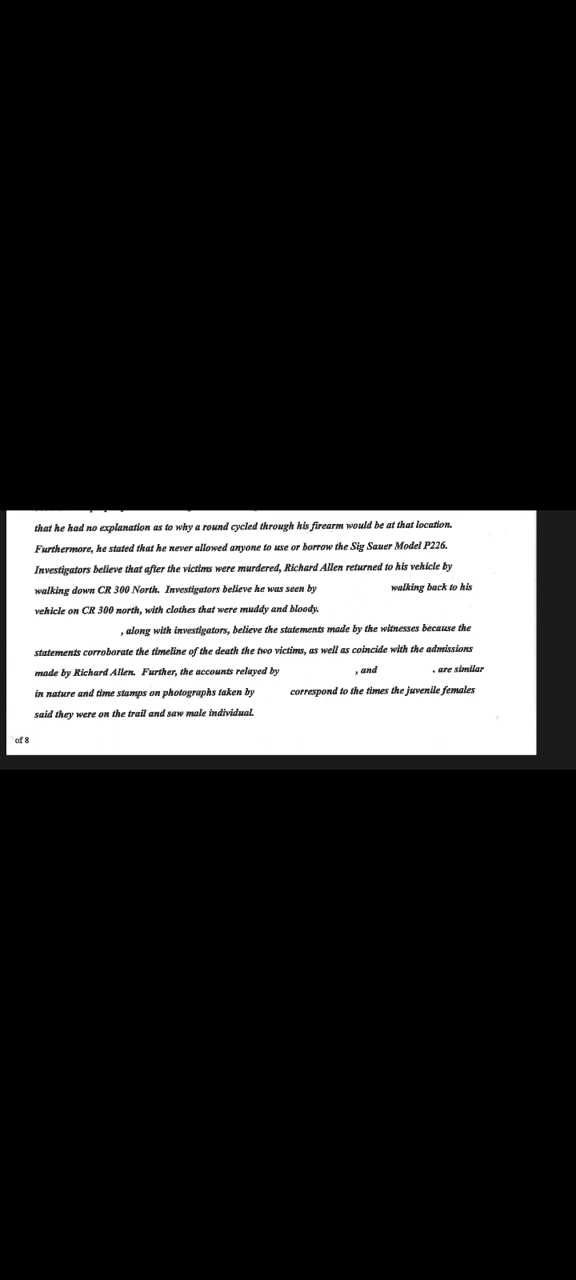 that he had no explanation as to why a round cycled through his firearm would be at that location.
Furthermore, he stated that he never allowed anyone to use or borrow the Sig Sauer Model P226.
Investigators believe that after the victims were murdered, Richard Allen returned to his vehicle by
walking down CR 300 North. Investigators believe he was seen by walking back to his
vehicle on CR 300 north, with clothes that were muddy and bloody.
, along with investigators, believe the statements made by the witnesses because the
statements corroborate the timeline of the death the two victims, as well as coincide with the admissions
made by Richard Allen. Further, the accounts relayed by , and . are similar
in nature and time stamps on photographs taken by correspond to the times the juvenile females
said they were on the trail and saw male individual.
of 8